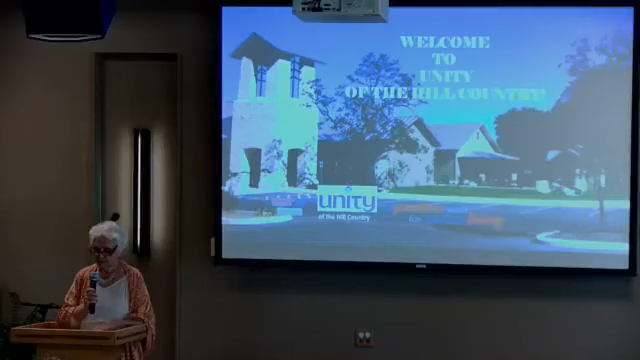 WELCOME
TO
UNITY
OF THE HILL COUNTRY
unity
of the Hill Country